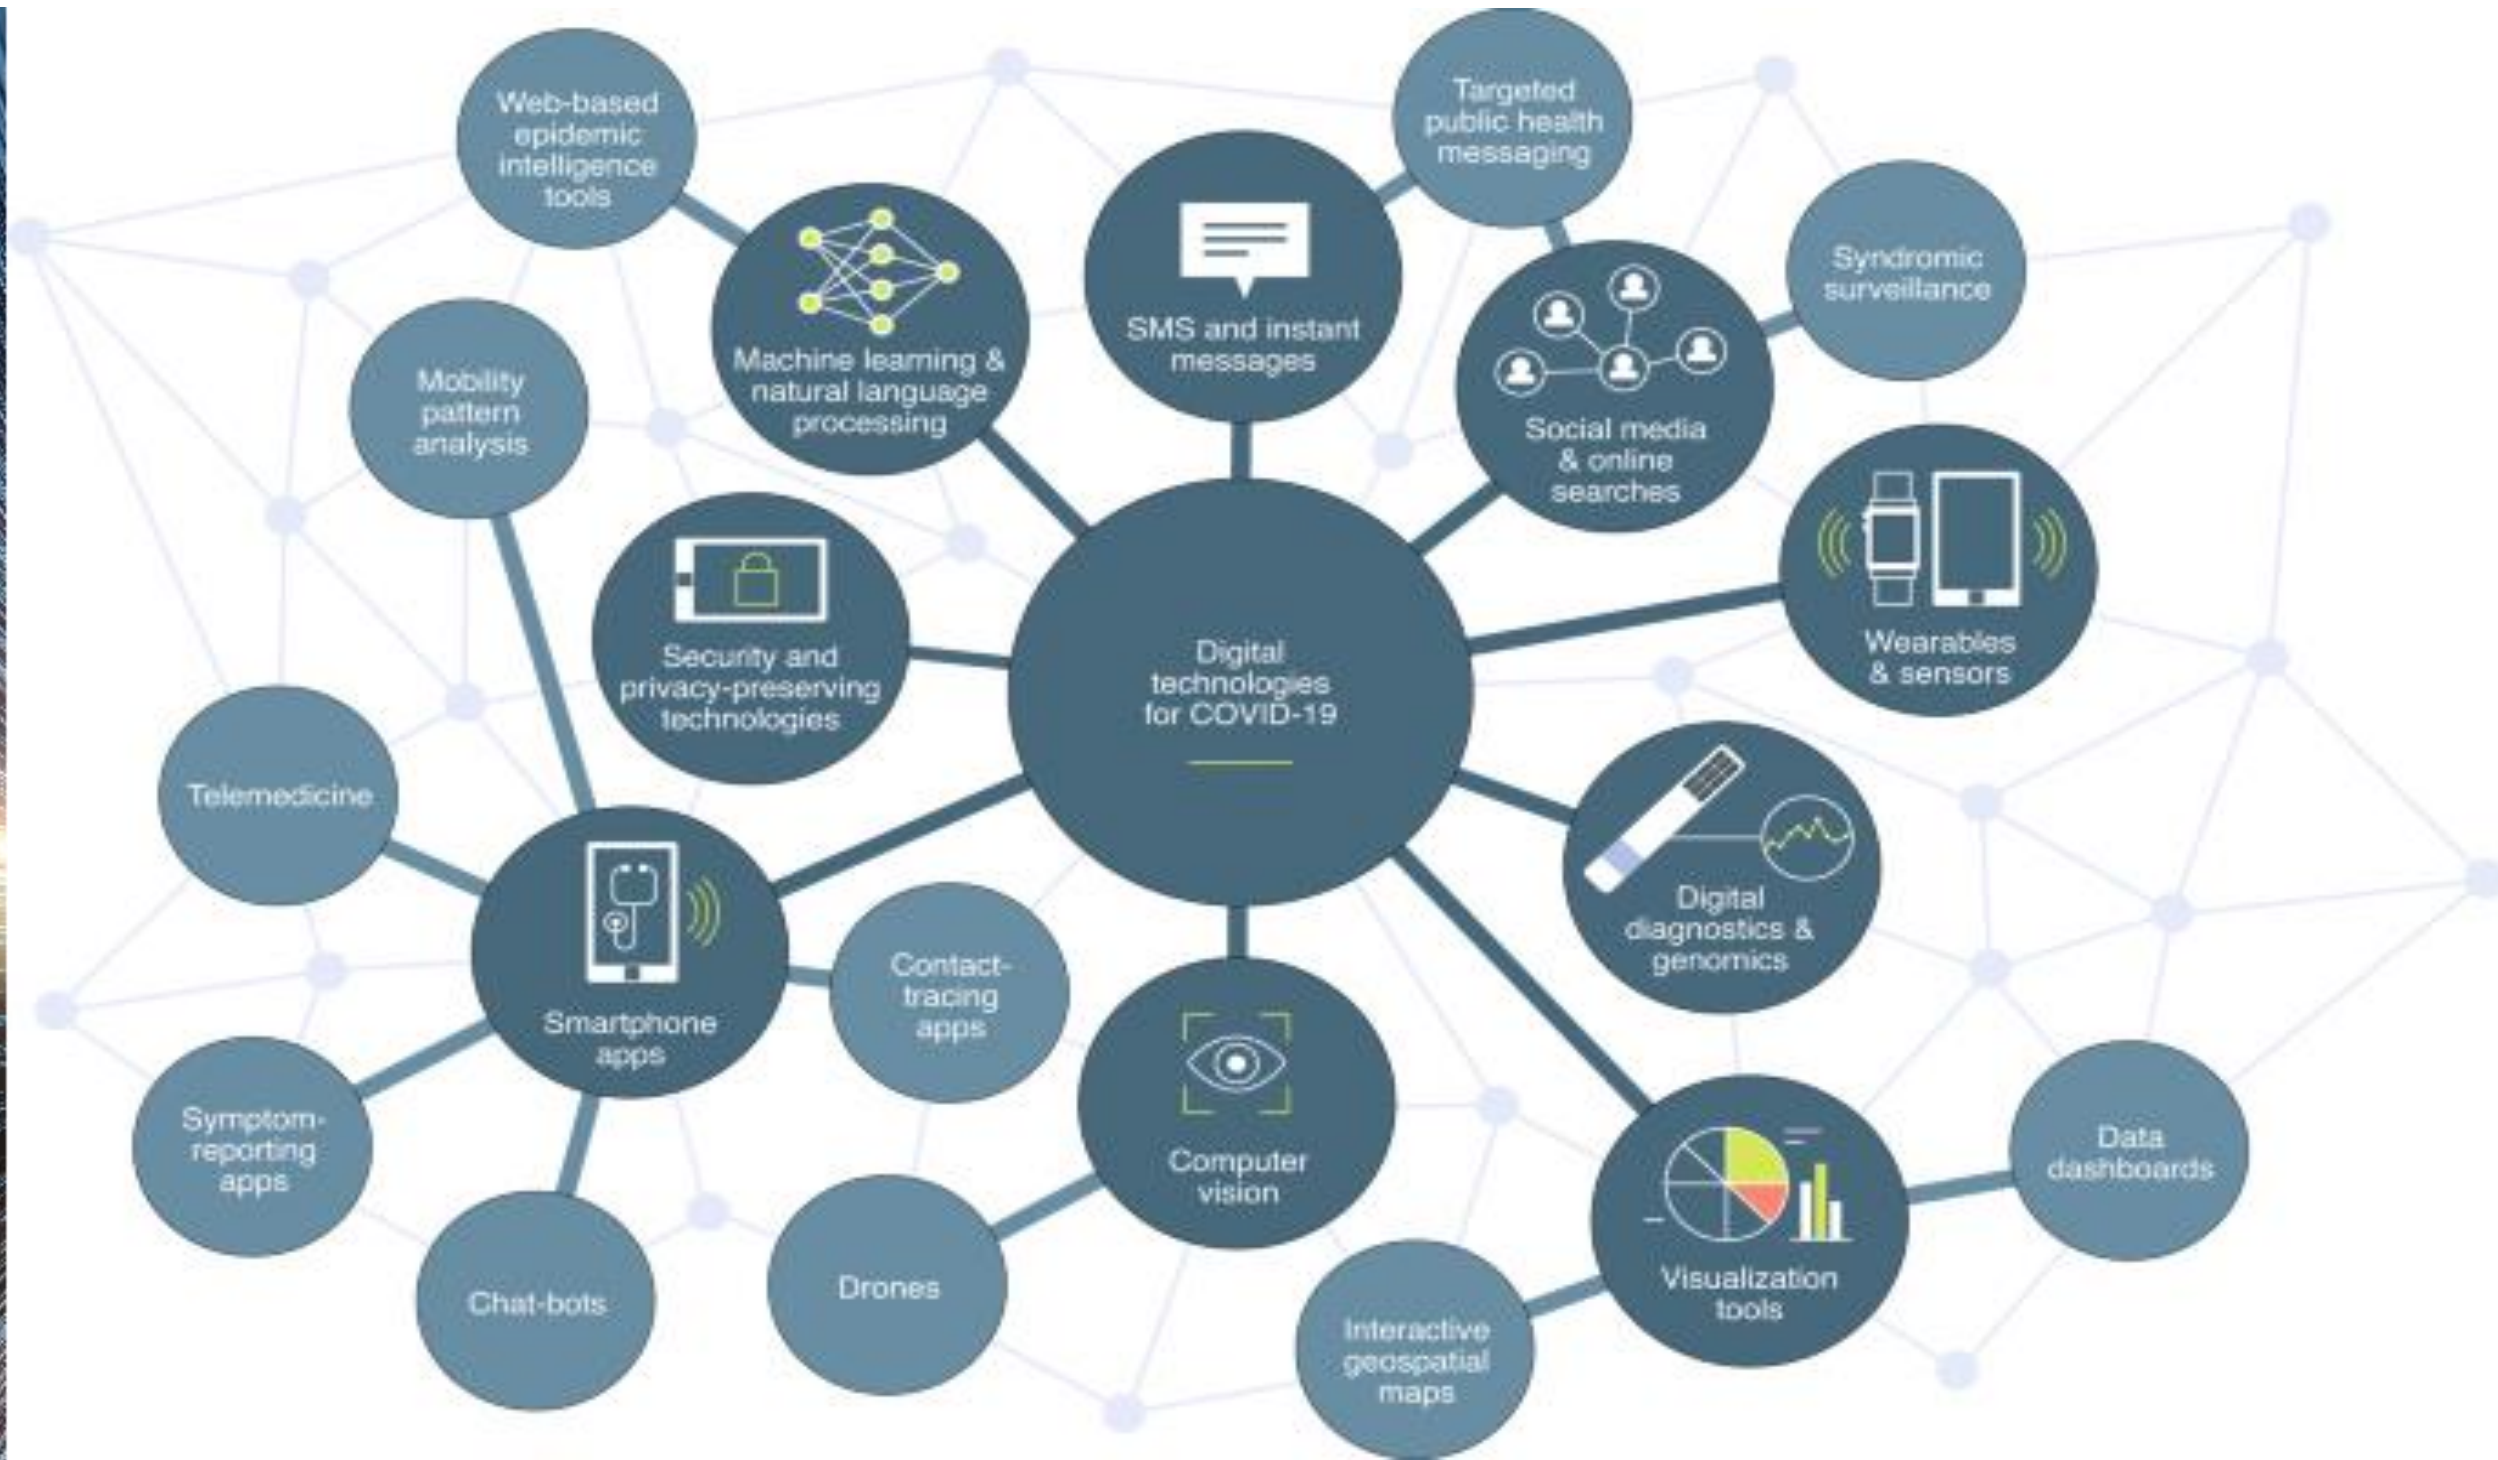 Web-based
epidemic
intelligence
tools
Targeted
public health
messaging
Syndromic
surveillance
SMS and instant
messages
Machine learning &
natural language
processing
Mobility
pattern
analysis
Social media
& online
searches
Security and
privacy-preserving
technologies
Digital
technologies
for COVID-19
Wearables
& sensors
Telemedicine
Digital
diagnostics &
genomics
Smartphone
apps
Contact-
tracing
apps
Symptom-
reporting
apps
Computer
vision
Data
dashboards
Chat-bots
Drones
Visualization
tools
Interactive
geospatial
maps